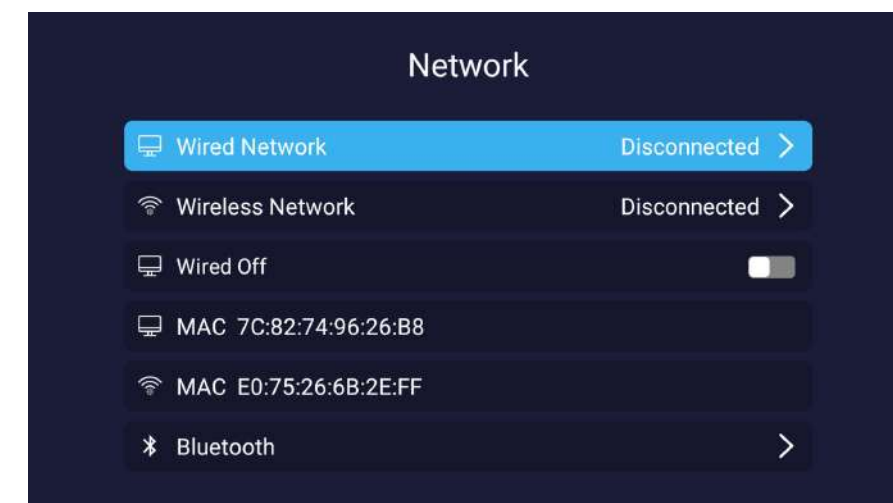 Network
Wired Network Disconnected
Wireless Network Disconnected
Wired Off
MAC 7C:82:74:96:26:B8
MAC E0:75:26:6B:2E:FF
Bluetooth